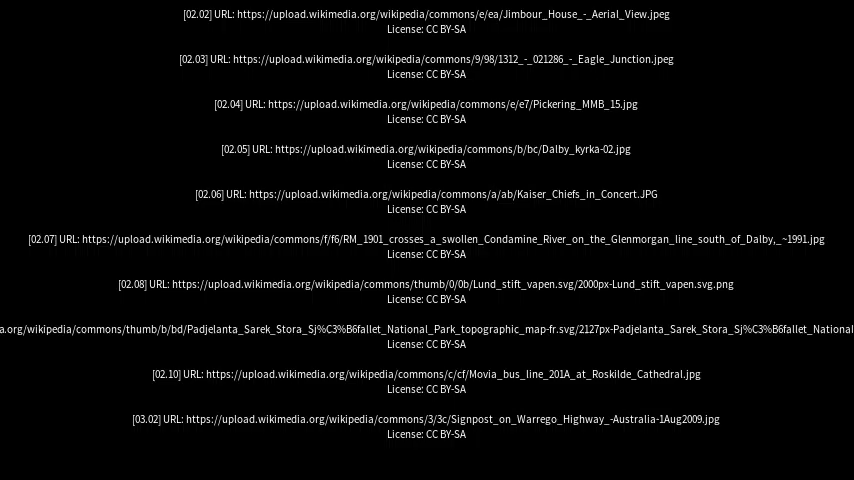 [02.02] URL: https://upload.wikimedia.org/wikipedia/commons/e/ea/Jimbour_House_-_Aerial_View.jpeg
License: CC BY-SA
[02.03] URL: https://upload.wikimedia.org/wikipedia/commons/9/98/1312_-_021286_-_Eagle_Junction.jpeg
License: CC BY-SA
[02.04] URL: https://upload.wikimedia.org/wikipedia/commons/e/e7/Pickering_MMB_15.jpg
License: CC BY-SA
[02.05] URL: https://upload.wikimedia.org/wikipedia/commons/b/bc/Dalby_kyrka-02.jpg
License: CC BY-SA
[02.06] URL: https://upload.wikimedia.org/wikipedia/commons/a/ab/Kaiser_Chiefs_in_Concert.JPG
License: CC BY-SA
[02.07] URL: https://upload.wikimedia.org/wikipedia/commons/f/f6/RM_1901_crosses_a_swollen_Condamine_River_on_the_Glenmorgan_line_south_of_Dalby,_~1991.jpg
License: CC BY-SA
[02.08] URL: https://upload.wikimedia.org/wikipedia/commons/thumb/0/0b/Lund_stift_vapen.svg/2000px-Lund_stift_vapen.svg.png
License: CC BY-SA
a.org/wikipedia/commons/thumb/b/bd/Padjelanta_Sarek_Stora_Sj%C3%B6fallet_National_Park_topographic_map-fr.svg/2127px-Padjelanta_Sarek_Stora_Sj%C3%B6fallet_National
License: CC BY-SA
[02.10] URL: https://upload.wikimedia.org/wikipedia/commons/c/cf/Movia_bus_line_201A_at_Roskilde_Cathedral.jpg
License: CC BY-SA
[03.02] URL: https://upload.wikimedia.org/wikipedia/commons/3/3c/Signpost_on_Warrego_Highway_-Australia-1Aug2009.jpg
License: CC BY-SA